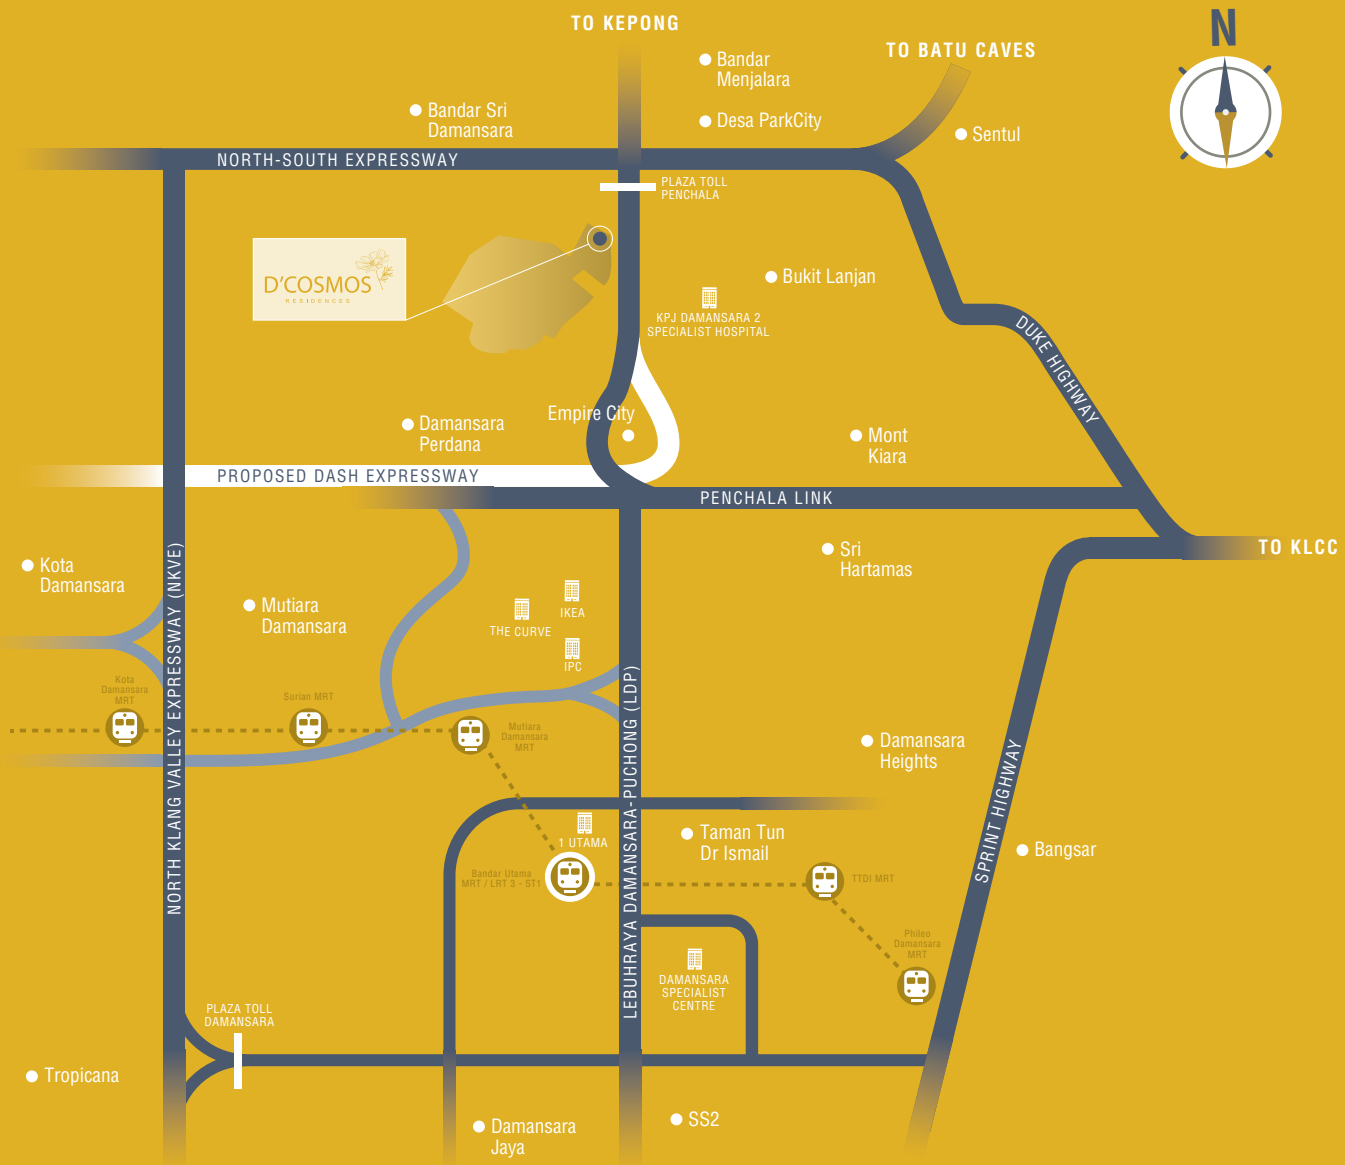 TO KEPONG
N
TO BATU CAVES
Bandar
Menjalara
Bandar Sri
Damansara
Desa ParkCity
Sentul
NORTH-SOUTH EXPRESSWAY
PLAZA TOLL
PENCHALA
D'COSMOS
RESIDENCES
Bukit Lanjan
KPJ DAMANSARA 2
SPECIALIST HOSPITAL
DUKE HIGHWAY
Empire City
Damansara
Perdana
Mont
Kiara
PROPOSED DASH EXPRESSWAY
PENCHALA LINK
TO KLCC
Sri
Hartamas
Kota
Damansara
Mutiara
Damansara
IKEA
THE CURVE
IPC
NORTH KLANG VALLEY EXPRESSWAY (NKVE)
LEBUHRAYA DAMANSARA-PUCHONG (LDP)
Kota
Damansara
MRT
Surian MRT
Mutiara
Damansara
MRT
Damansara
Heights
SPRINT HIGHWAY
1 UTAMA
Taman Tun
Dr Ismail
Bangsar
Bandar Utama
MRT / LRT 3 - ST1
TTDI MRT
Phileo
Damansara
MRT
DAMANSARA
SPECIALIST
CENTRE
PLAZA TOLL
DAMANSARA
Tropicana
SS2
Damansara
Jaya